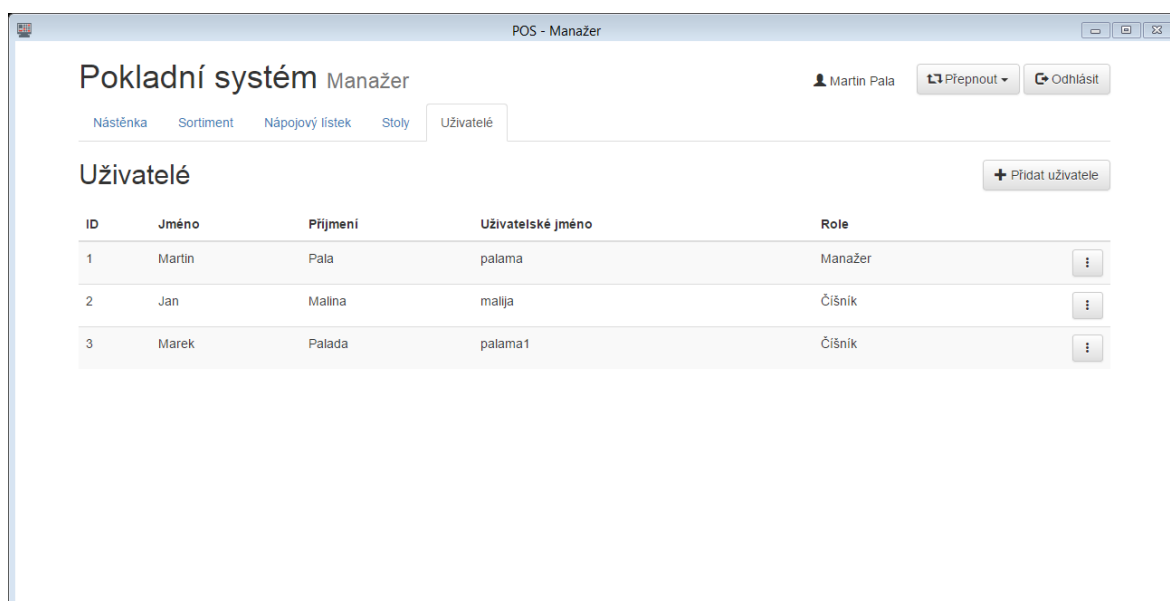 POS - Manažer
Pokladní systém Manažer
Martin Pala
Přepnout
Odhlásit
Nástěnka Sortiment Nápojový lístek Stoly Uživatelé
Uživatelé
Přidat uživatele
ID Jméno Příjmení Uživatelské jméno Role
1 Martin Pala palama Manažer
2 Jan Malina malija Číšník
3 Marek Palada palama1 Číšník